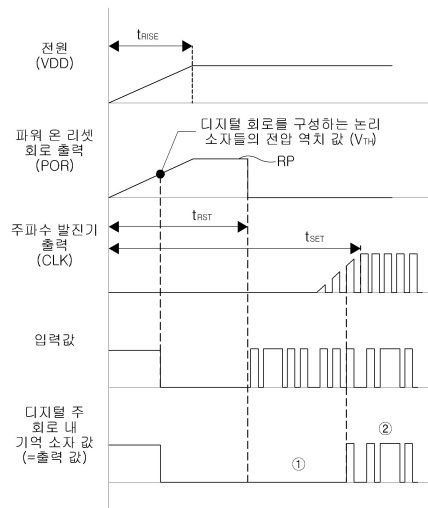 tRISE
전원
(VDD)
디지털 회로를 구성하는 논리
소자들의 전압 역치 값 (VTH)
파워 온 리셋
회로 출력
(POR)
RP
tRST
주파수 발진기
출력
(CLK)
tSET
입력값
디지털 주
회로 내
기억 소자 값
(=출력 값)
①
②